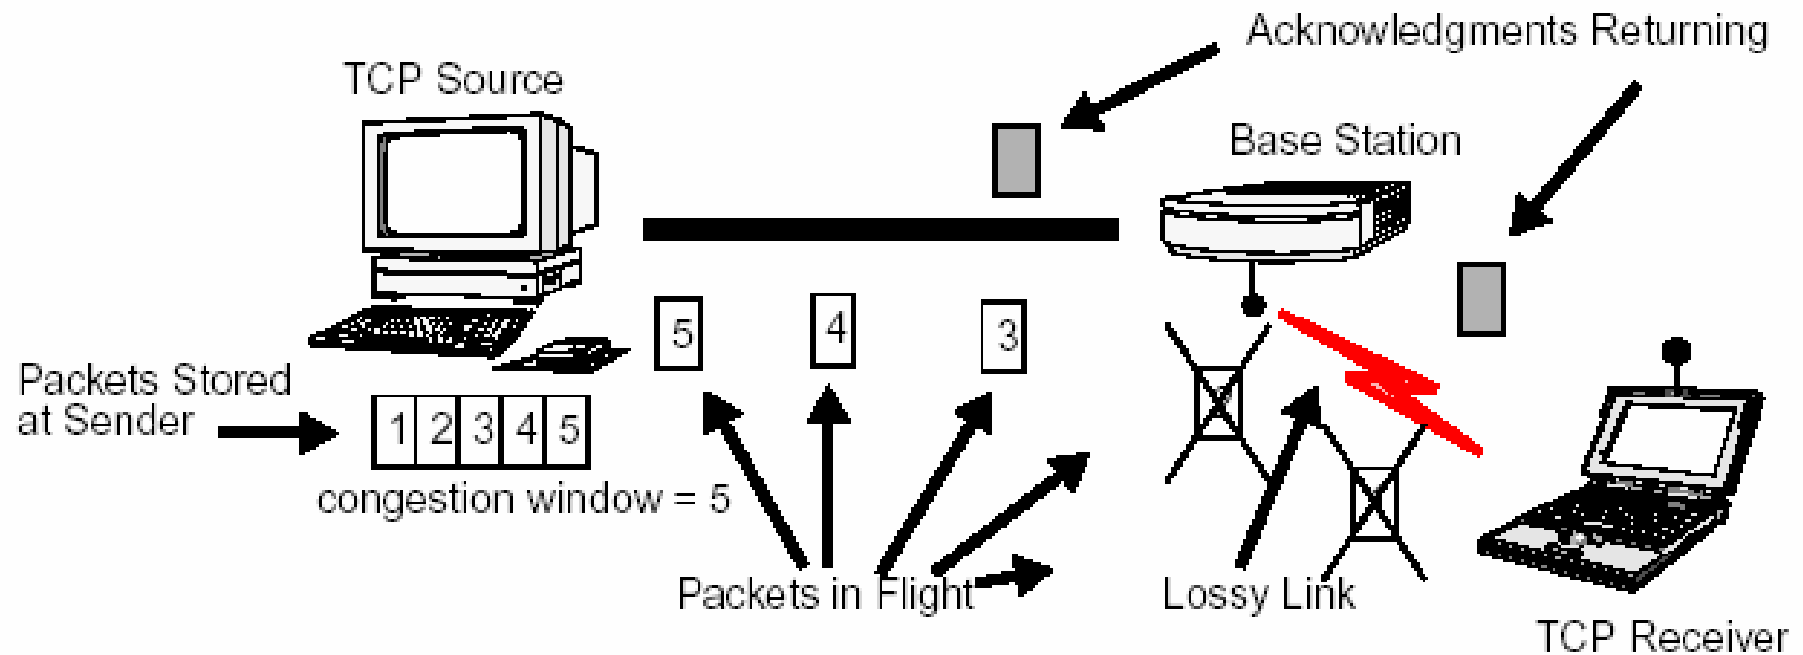 Acknowledgments Returning
TCP Source
Base Station
5
4
3
Packets Stored
at Sender
1 2 3 4 5
congestion window = 5
Packets in Flight
Lossy Link
TCP Receiver